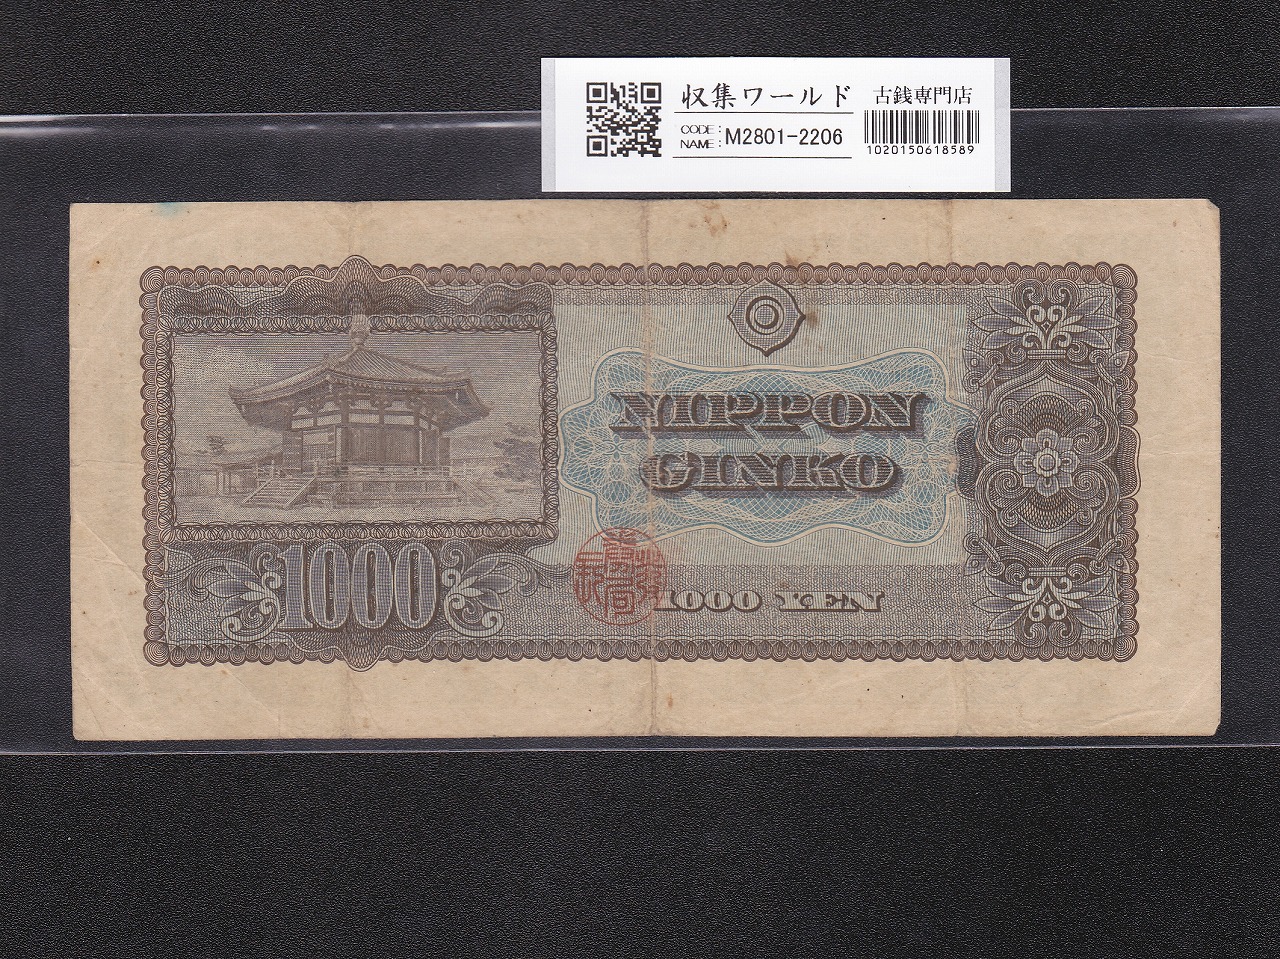 収集ワールド
古銭専門店
CODE:
NAME:
M2801-2206
1020150618589
NIPPON
GINKO
1000
1000 YEN